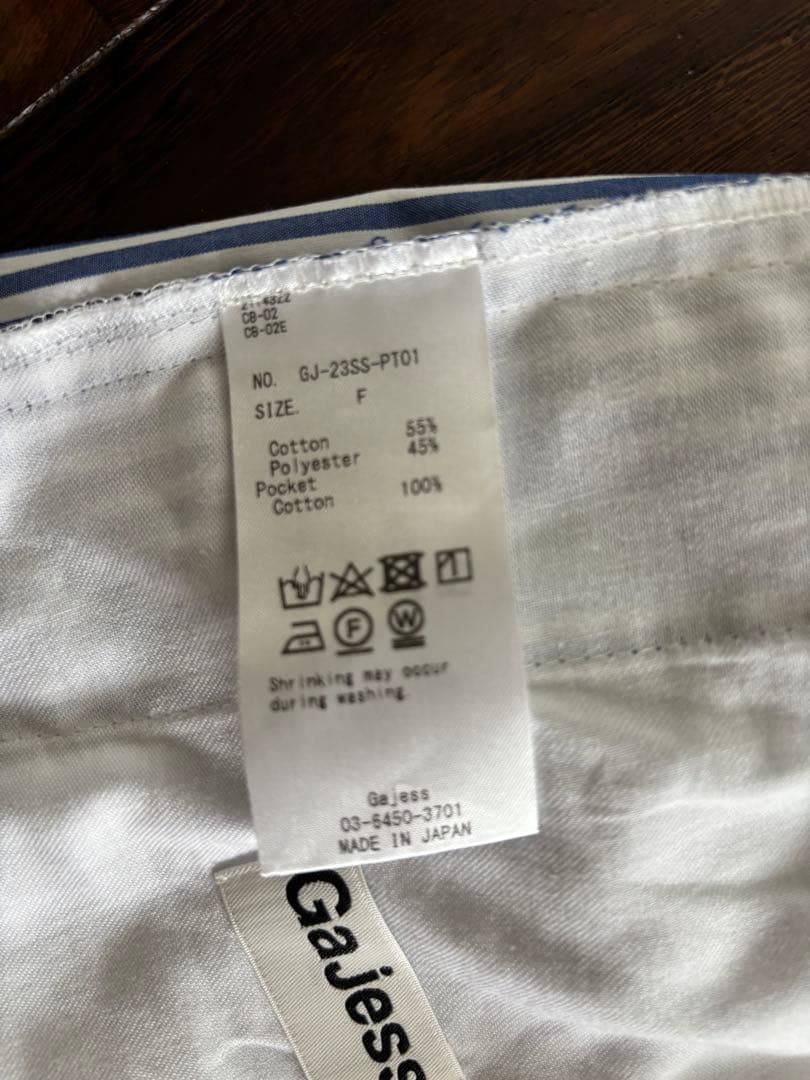 CB-02
CB-02E
NO. GJ-23SS-PT01
SIZE. F
Cotton 55%
Polyester 45%
Pocket
Cotton 100%
F W
Shrinking may occur
during washing.
Gajess
03-6450-3701
MADE IN JAPAN
Gajess